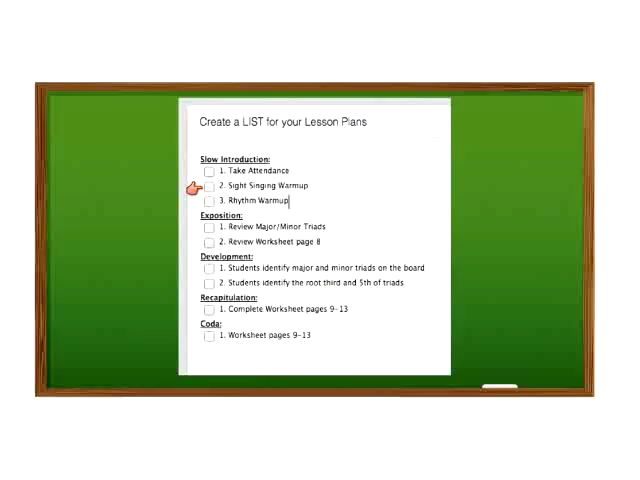 Create a LIST for your Lesson Plans
Slow Introduction:
1. Take Attendance
2. Sight Singing Warmup
3. Rhythm Warmup
Exposition:
1. Review Major/Minor Triads
2. Review Worksheet page 8
Development:
1. Students identify major and minor triads on the board
2. Students identify the root third and 5th of triads
Recapitulation:
1. Complete Worksheet pages 9-13
Coda:
1. Worksheet pages 9-13